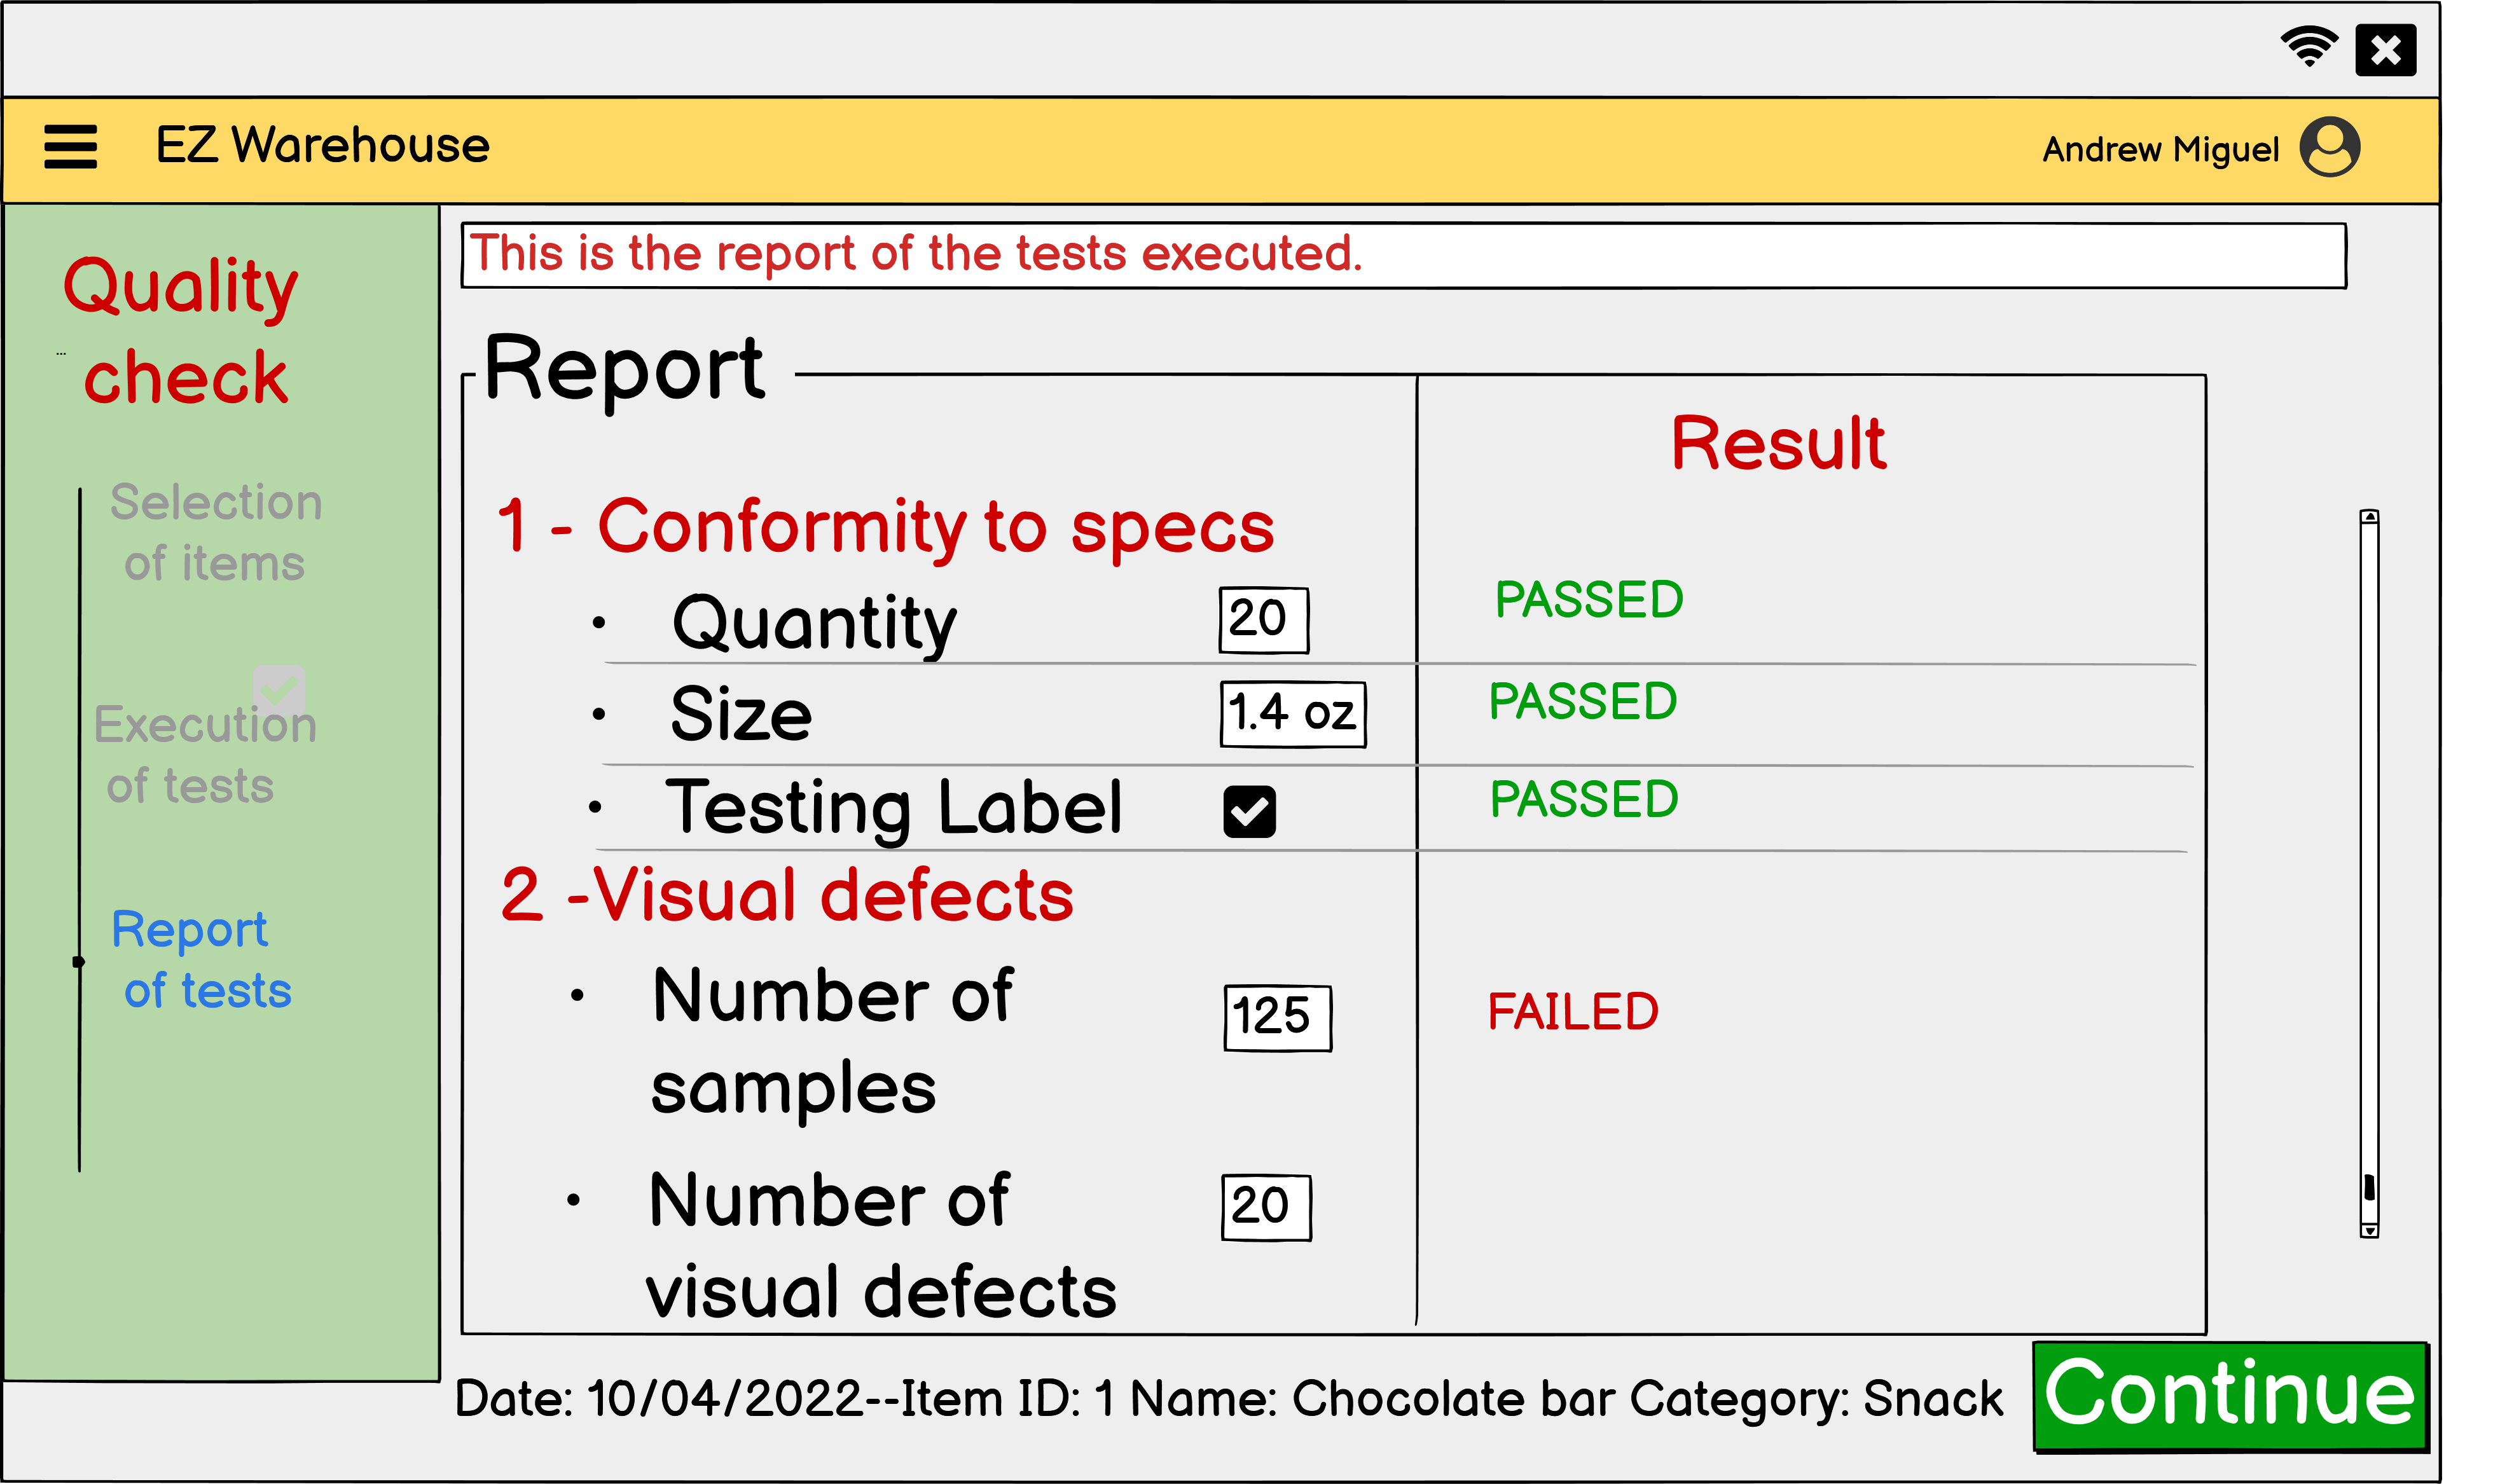 EZ Warehouse
Andrew Miguel
Quality
...
check
Selection
of items
Execution
of tests
Report
of tests
This is the report of the tests executed.
Report
Result
1 - Conformity to specs
• Quantity 20 PASSED
• Size 1.4 oz PASSED
• Testing Label PASSED
2 -Visual defects
• Number of 125 FAILED
samples
• Number of 20
visual defects
Date: 10/04/2022--Item ID: 1 Name: Chocolate bar Category: Snack
Continue